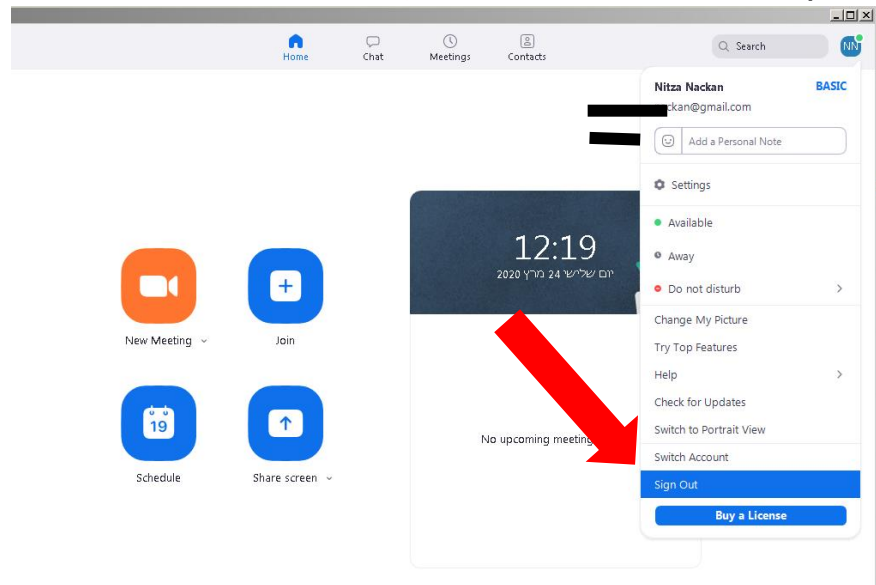 Home
Chat
Meetings
Contacts
Search
NN
Nitza Nackan
BASIC
ckan@gmail.com
Add a Personal Note
Settings
Available
Away
Do not disturb
12:19
יום שלישי 24 מרץ 2020
Change My Picture
Try Top Features
Help
Check for Updates
Switch to Portrait View
Switch Account
Sign Out
Buy a License
New Meeting
Join
19
Schedule
Share screen
No upcoming meeting